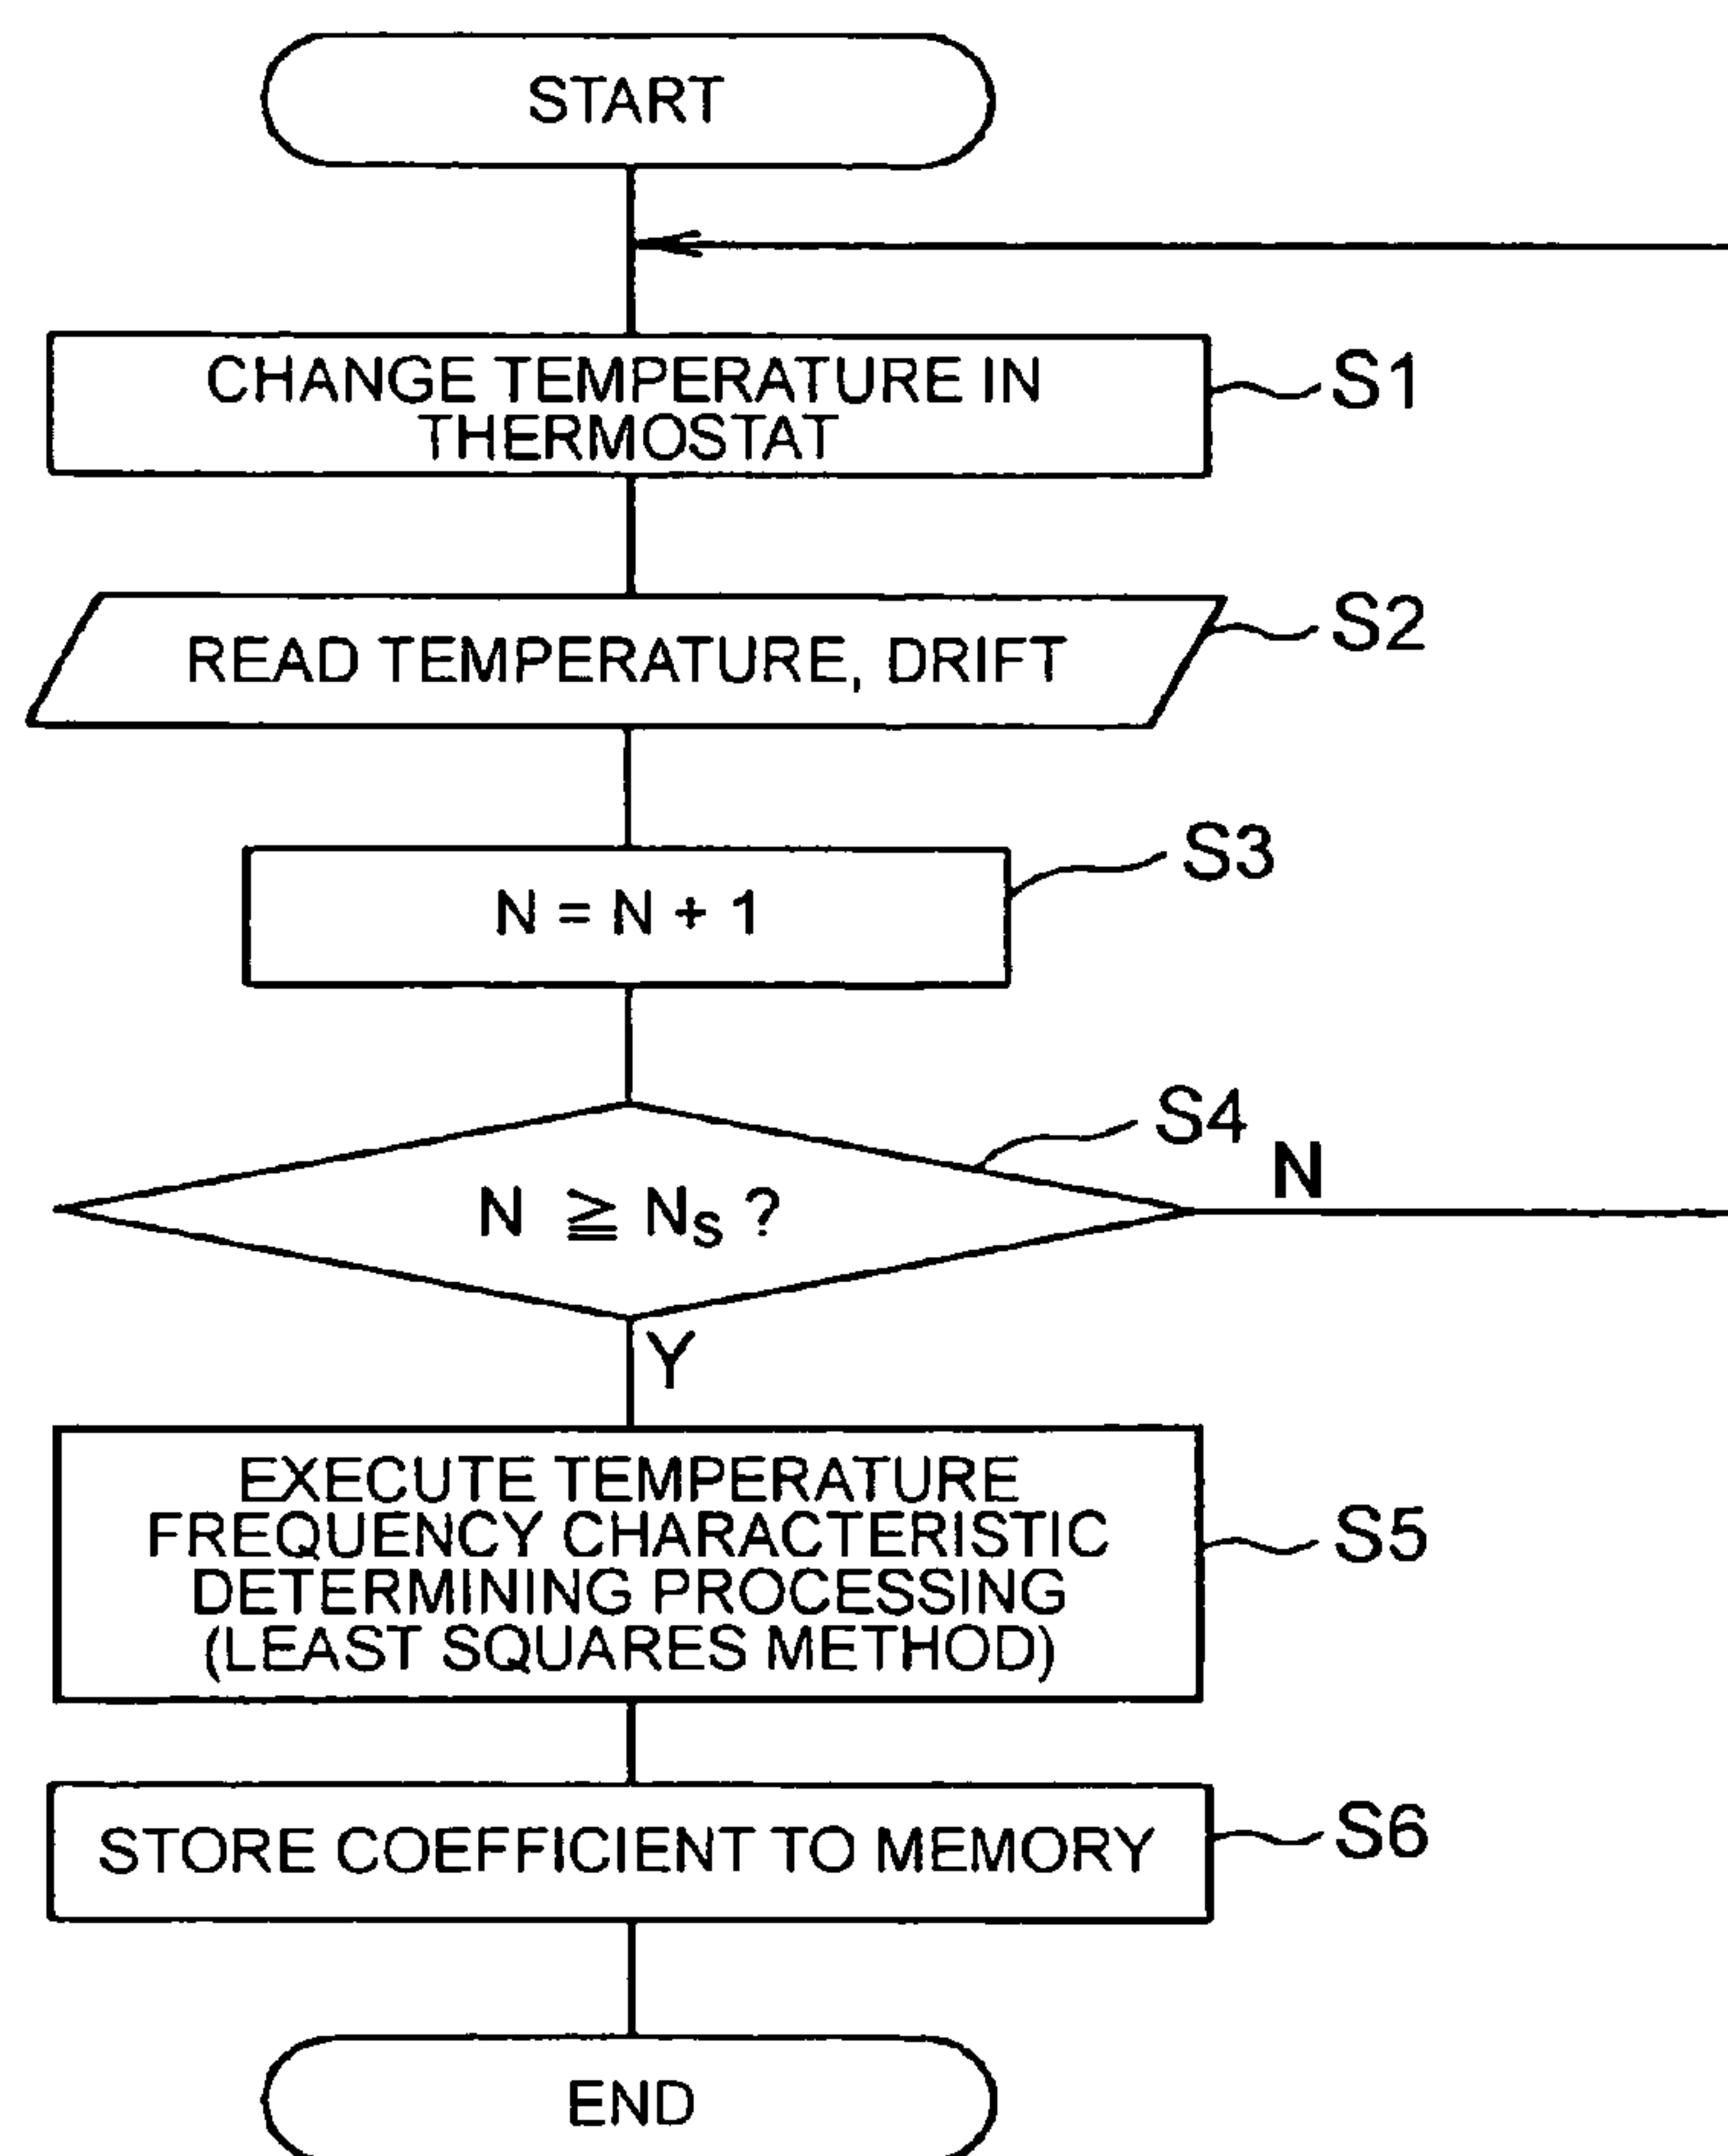 START
CHANGE TEMPERATURE IN
THERMOSTAT
S1
READ TEMPERATURE, DRIFT
S2
N = N + 1
S3
N ≧ NS ?
S4
N
Y
EXECUTE TEMPERATURE
FREQUENCY CHARACTERISTIC
DETERMINING PROCESSING
(LEAST SQUARES METHOD)
S5
STORE COEFFICIENT TO MEMORY
S6
END